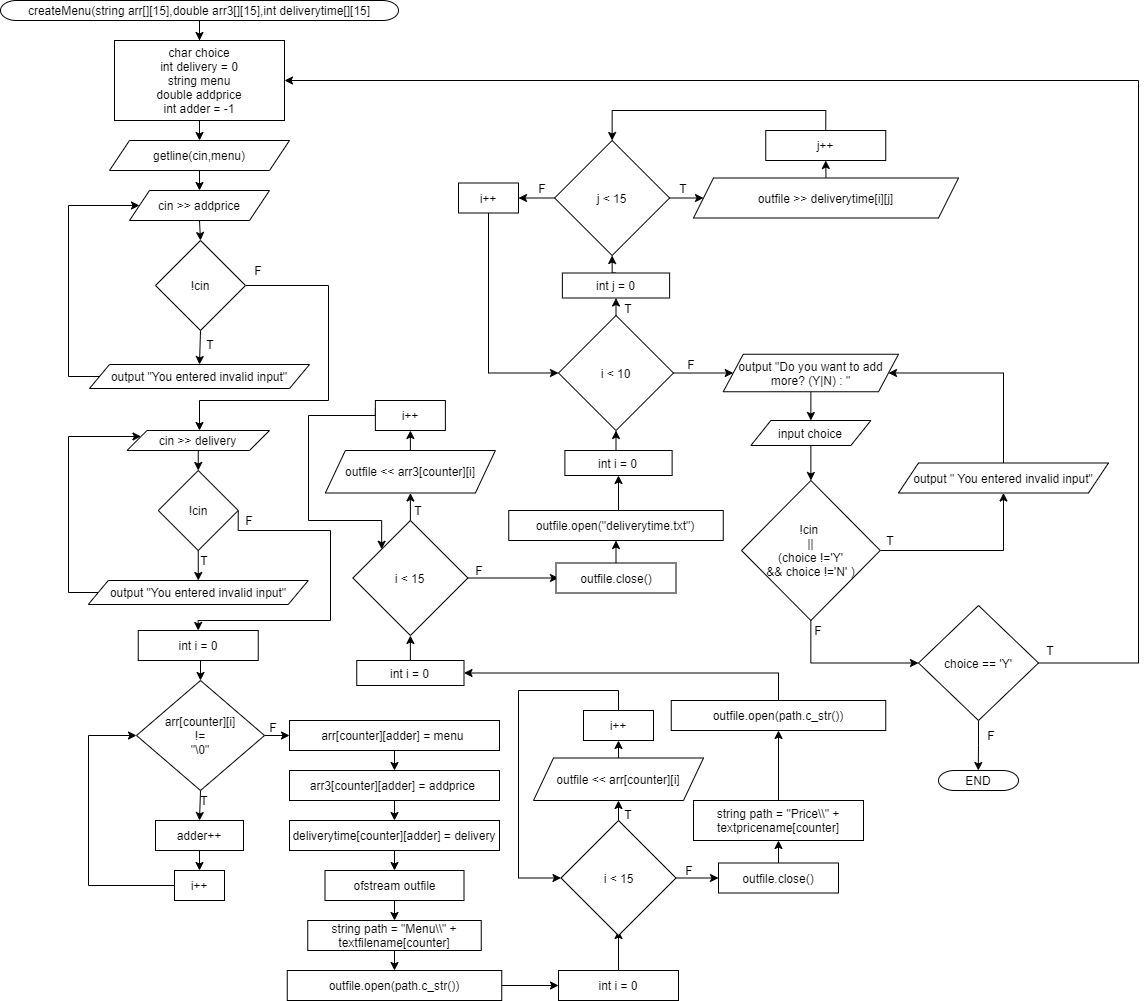 createMenu(string arr[][15],double arr3[][15],int deliverytime[][15]
char choice
int delivery = 0
string menu
double addprice
int adder = -1
getline(cin,menu)
cin >> addprice
!cin
F
T
output "You entered invalid input"
cin >> delivery
!cin
F
T
output "You entered invalid input"
int i = 0
arr[counter][i]
!=
"\0"
F
T
adder++
i++
arr[counter][adder] = menu
arr3[counter][adder] = addprice
deliverytime[counter][adder] = delivery
ofstream outfile
string path = "Menu\\" +
textfilename[counter]
outfile.open(path.c_str())
int i = 0
i < 15
T
outfile << arr[counter][i]
i++
F
outfile.close()
string path = "Price\\" +
textpricename[counter]
outfile.open(path.c_str())
int i = 0
i < 15
T
outfile << arr3[counter][i]
i++
F
outfile.close()
outfile.open("deliverytime.txt")
int i = 0
i < 10
T
int j = 0
j < 15
T
outfile >> deliverytime[i][j]
j++
F
i++
F
output "Do you want to add
more? (Y|N) : "
input choice
!cin
||
(choice !='Y'
&& choice !='N' )
T
output " You entered invalid input"
F
choice == 'Y'
T
F
END